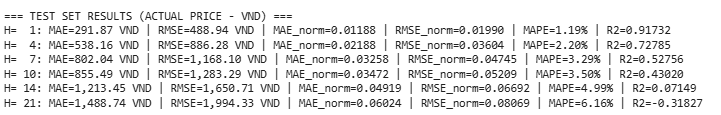 === TEST SET RESULTS (ACTUAL PRICE - VND) ===
H=  1: MAE=291.87 VND | RMSE=488.94 VND | MAE_norm=0.01188 | RMSE_norm=0.01990 | MAPE=1.19% | R2=0.91732
H=  4: MAE=538.16 VND | RMSE=886.28 VND | MAE_norm=0.02188 | RMSE_norm=0.03604 | MAPE=2.20% | R2=0.72785
H=  7: MAE=802.04 VND | RMSE=1,168.10 VND | MAE_norm=0.03258 | RMSE_norm=0.04745 | MAPE=3.29% | R2=0.52756
H= 10: MAE=855.49 VND | RMSE=1,283.29 VND | MAE_norm=0.03472 | RMSE_norm=0.05209 | MAPE=3.50% | R2=0.43020
H= 14: MAE=1,213.45 VND | RMSE=1,650.71 VND | MAE_norm=0.04919 | RMSE_norm=0.06692 | MAPE=4.99% | R2=0.07149
H= 21: MAE=1,488.74 VND | RMSE=1,994.33 VND | MAE_norm=0.06024 | RMSE_norm=0.08069 | MAPE=6.16% | R2=-0.31827